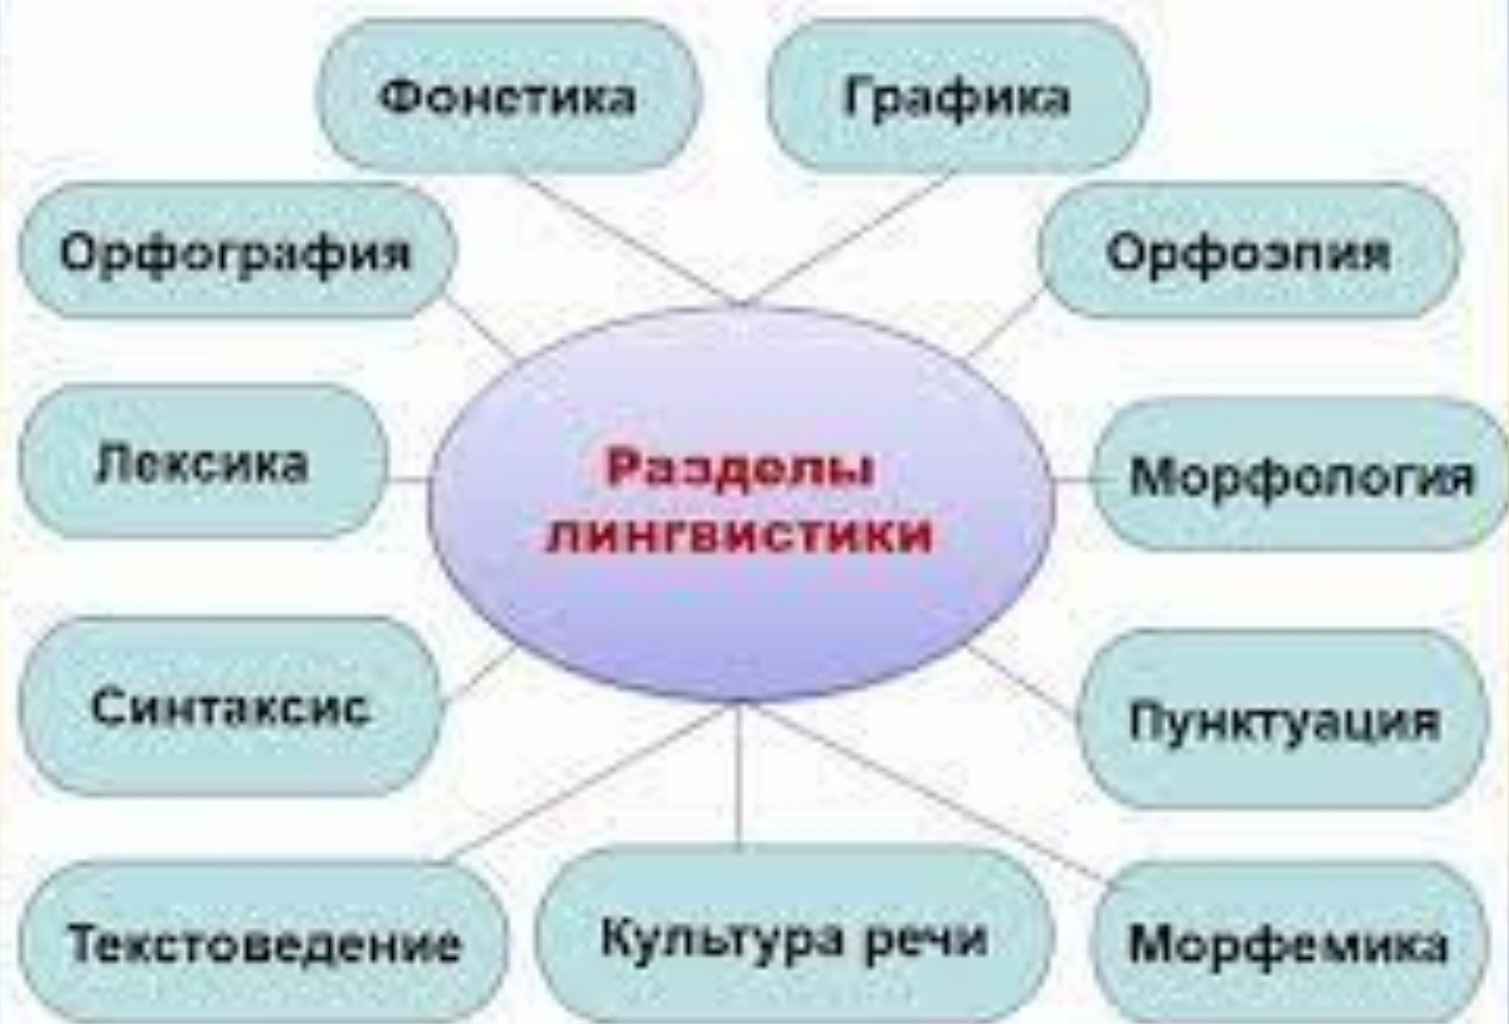 Фонетика
Графика
Орфография
Орфоэпия
Лексика
Разделы
лингвистики
Морфология
Синтаксис
Пунктуация
Текстоведение
Культура речи
Морфемика